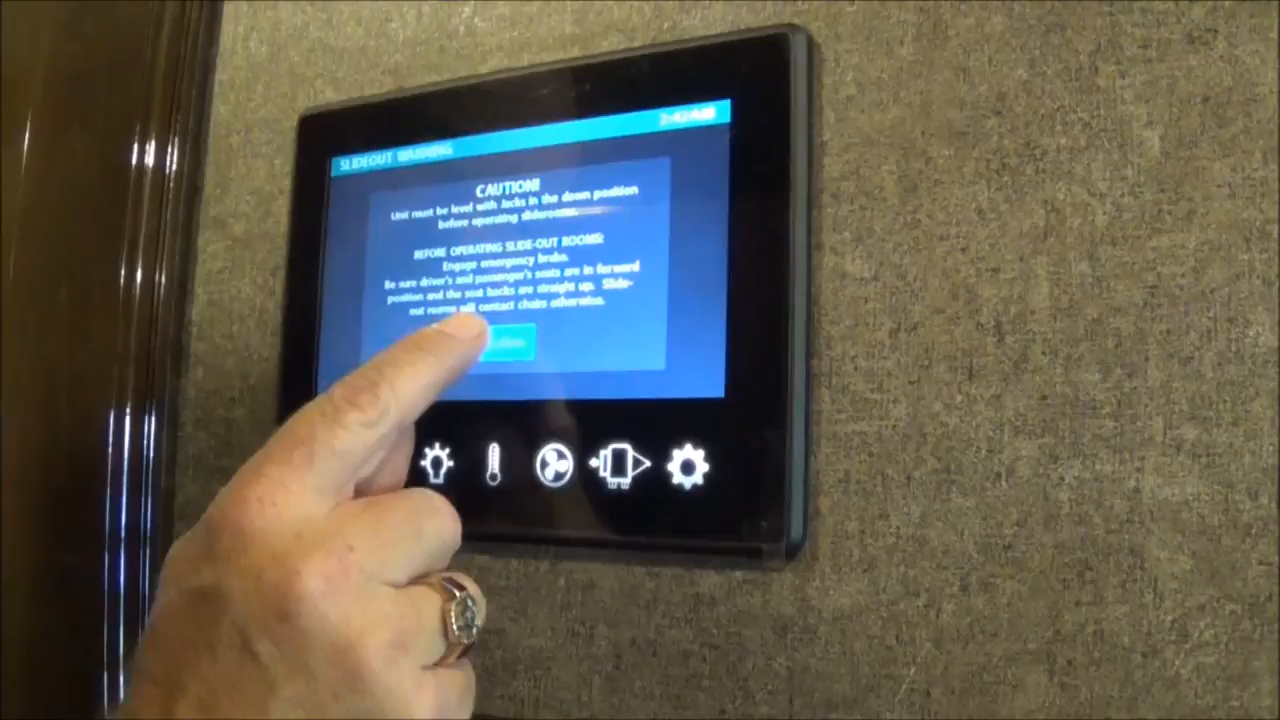 SLIDEOUT WARNING
CAUTION!
Unit must be level with Jacks in the down position
before operating sliderooms.
BEFORE OPERATING SLIDE-OUT ROOMS:
Engage emergency brake.
Be sure driver's and passenger's seats are in forward
position and the seat backs are straight up. Slide-
out rooms will contact chairs otherwise.